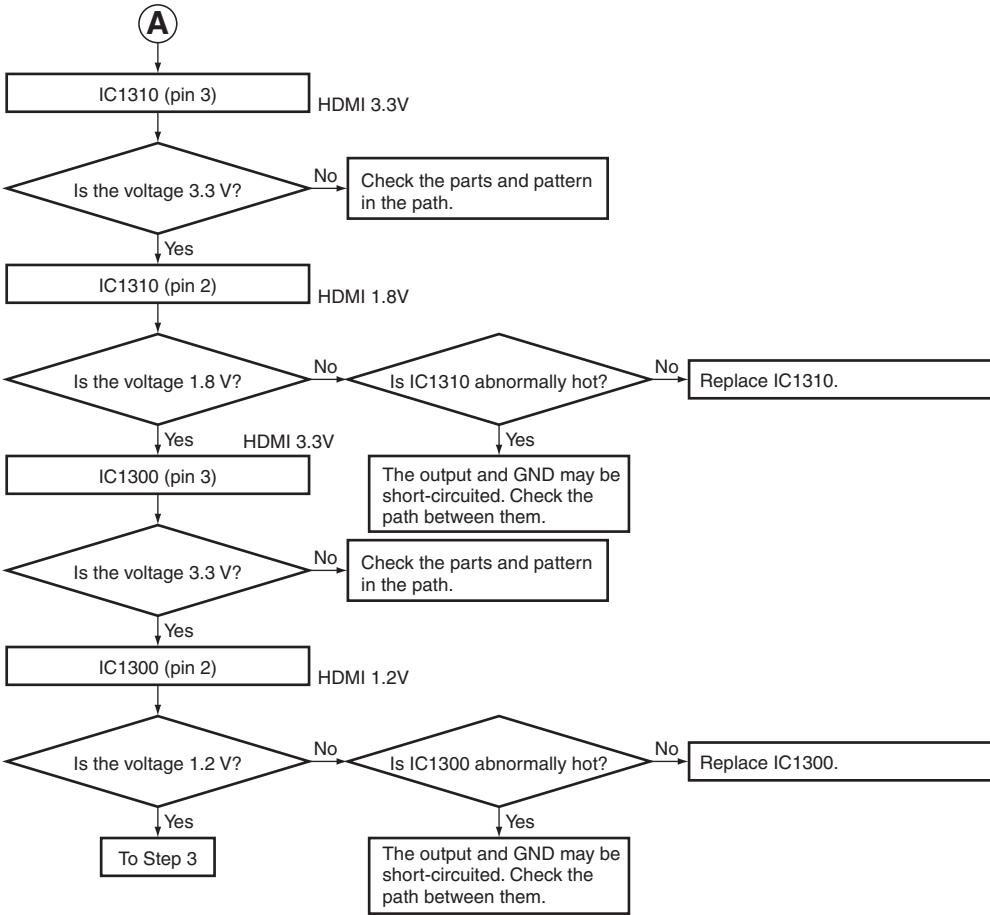 A
IC1310 (pin 3)
HDMI 3.3V
Is the voltage 3.3 V?
No
Check the parts and pattern
in the path.
Yes
IC1310 (pin 2)
HDMI 1.8V
Is the voltage 1.8 V?
No
Is IC1310 abnormally hot?
No
Replace IC1310.
Yes
HDMI 3.3V
Yes
IC1300 (pin 3)
The output and GND may be
short-circuited. Check the
path between them.
Is the voltage 3.3 V?
No
Check the parts and pattern
in the path.
Yes
IC1300 (pin 2)
HDMI 1.2V
Is the voltage 1.2 V?
No
Is IC1300 abnormally hot?
No
Replace IC1300.
Yes
Yes
To Step 3
The output and GND may be
short-circuited. Check the
path between them.